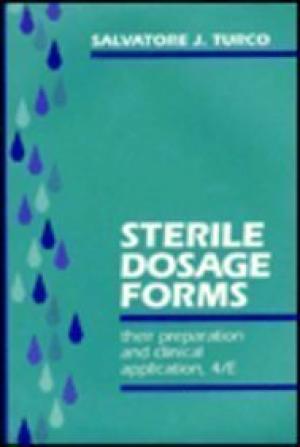 SALVATORE J. TURCO
STERILE
DOSAGE
FORMS
their preparation
and clinical
application, 4/E